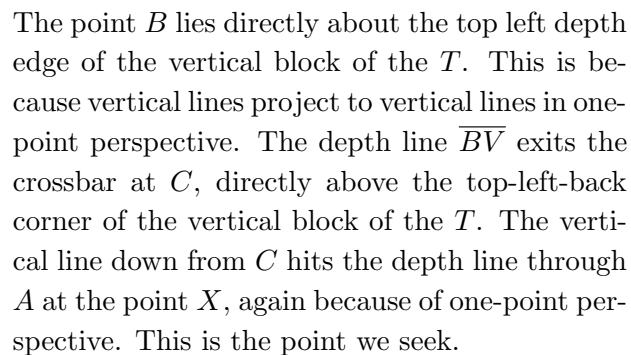 The point B lies directly about the top left depth
edge of the vertical block of the T. This is be-
cause vertical lines project to vertical lines in one-
point perspective. The depth line B̅V̅ exits the
crossbar at C, directly above the top-left-back
corner of the vertical block of the T. The verti-
cal line down from C hits the depth line through
A at the point X, again because of one-point per-
spective. This is the point we seek.